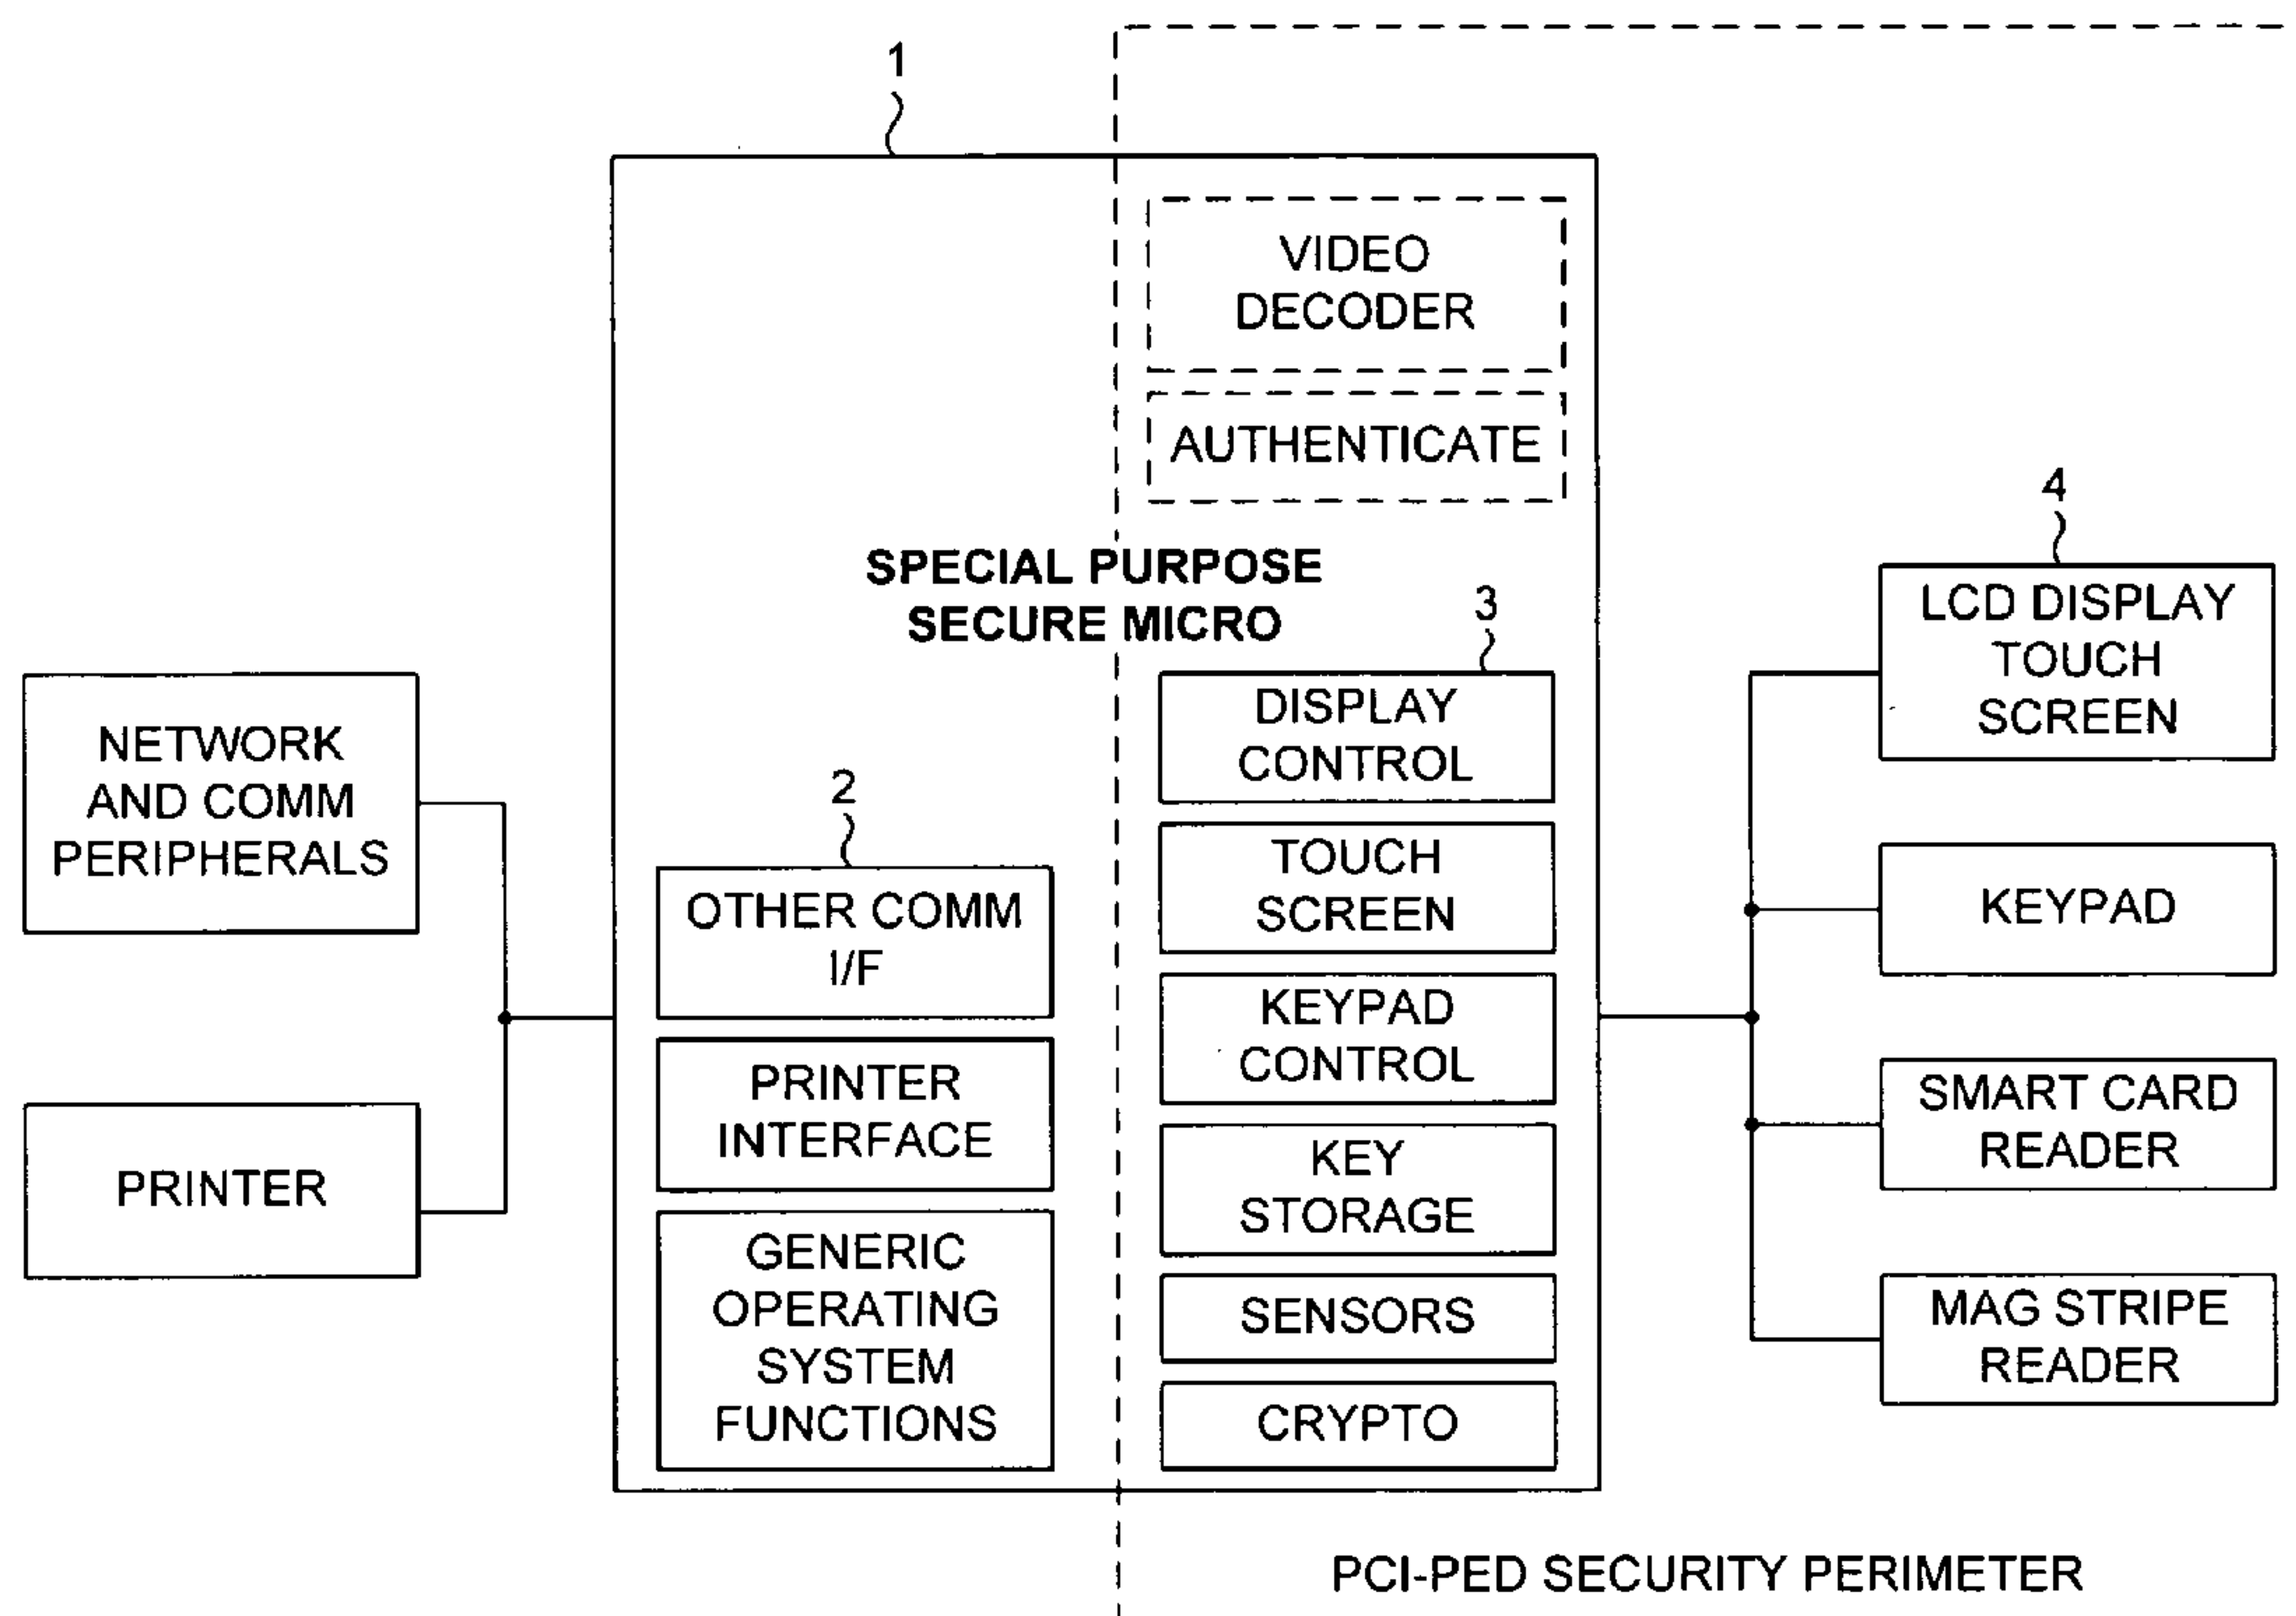 1
VIDEO
DECODER
AUTHENTICATE
SPECIAL PURPOSE
SECURE MICRO
NETWORK
AND COMM
PERIPHERALS
PRINTER
2
OTHER COMM
I/F
PRINTER
INTERFACE
GENERIC
OPERATING
SYSTEM
FUNCTIONS
3
DISPLAY
CONTROL
TOUCH
SCREEN
KEYPAD
CONTROL
KEY
STORAGE
SENSORS
CRYPTO
4
LCD DISPLAY
TOUCH
SCREEN
KEYPAD
SMART CARD
READER
MAG STRIPE
READER
PCI-PED SECURITY PERIMETER